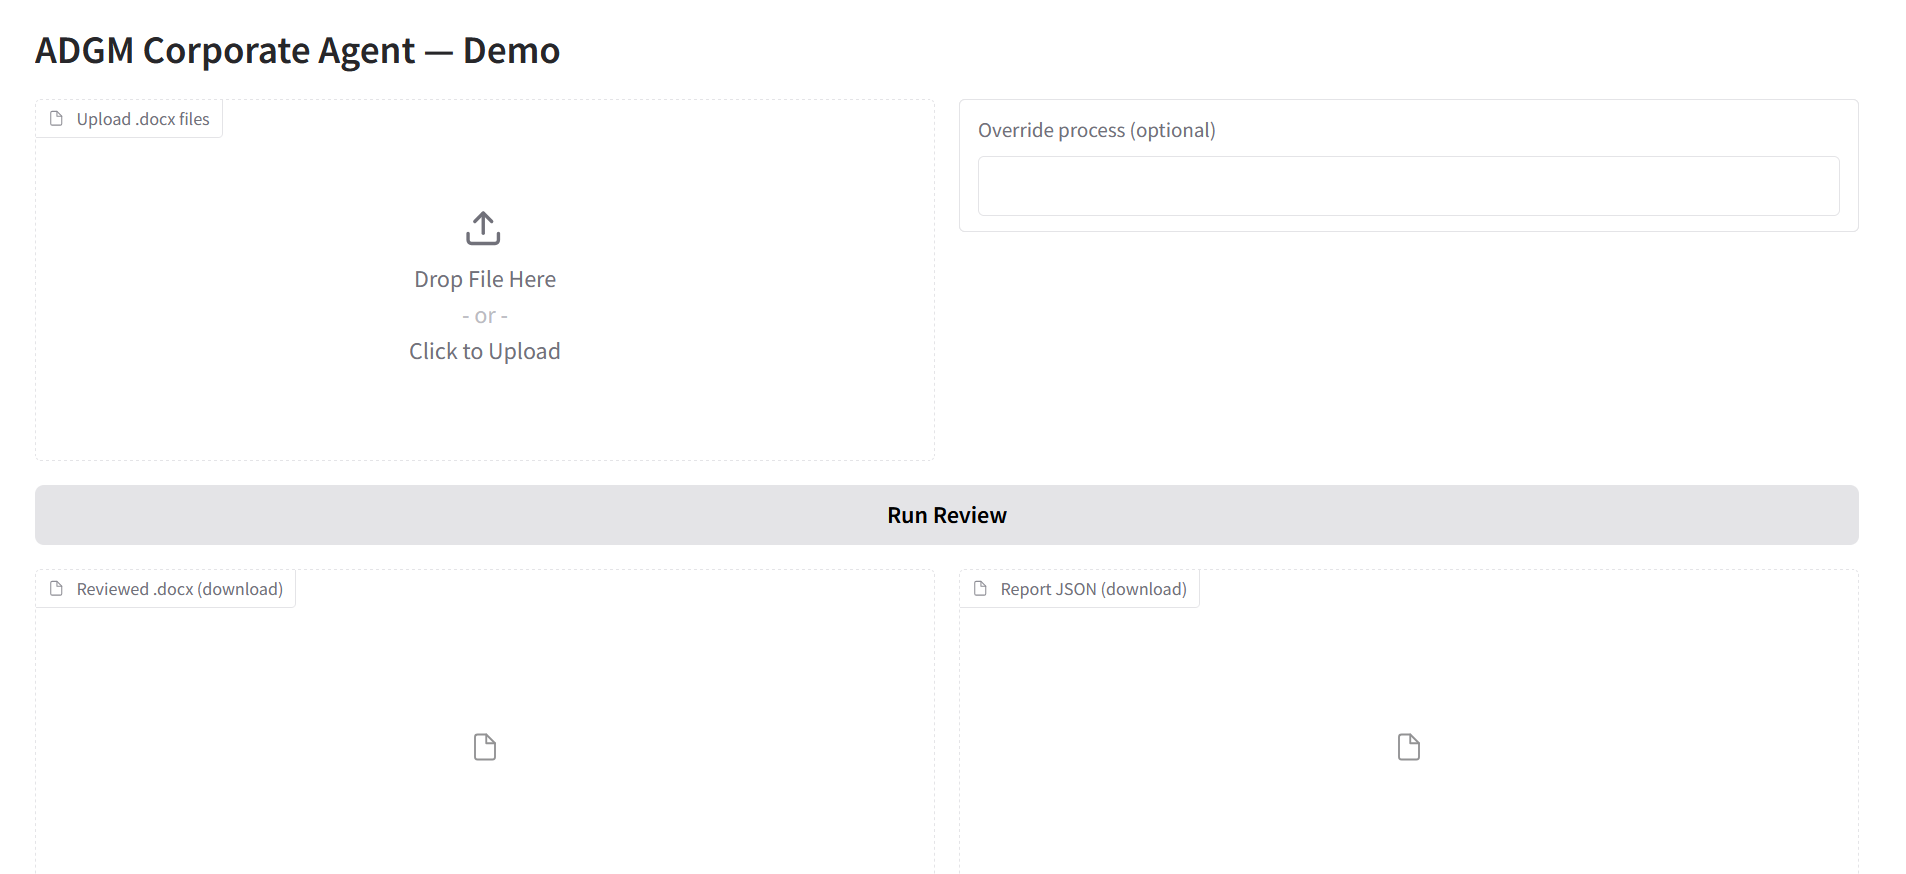 ADGM Corporate Agent — Demo
Upload .docx files
Drop File Here
- or -
Click to Upload
Override process (optional)
Run Review
Reviewed .docx (download)
Report JSON (download)